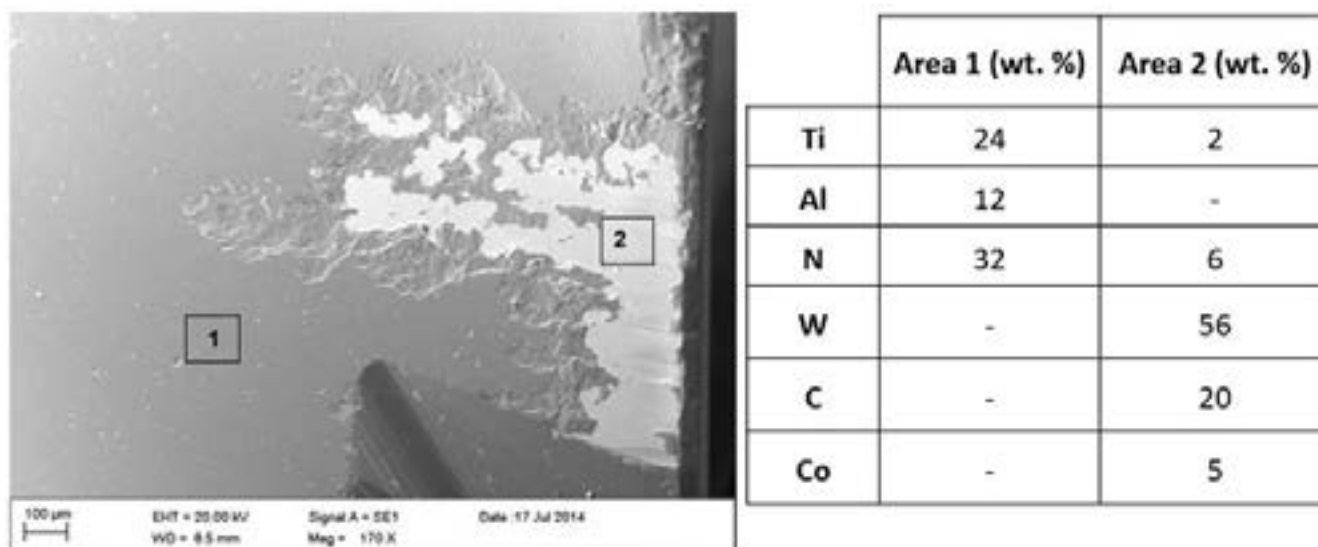 Area 1 (wt. %) Area 2 (wt. %)
Ti 24 2
Al 12 -
N 32 6
W - 56
C - 20
Co - 5
2
1
100 µm EHT = 20.00 kV Signal A = SE1 Date :17 Jul 2014
WD = 8.5 mm Mag = 170 X